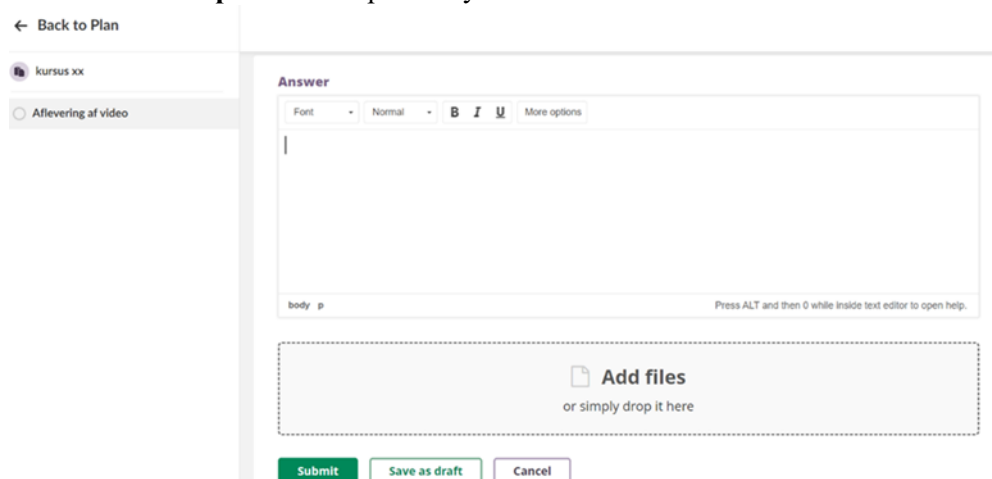 ← Back to Plan
kursus xx
Aflevering af video
Answer
Font Normal B I U More options
body p Press ALT and then 0 while inside text editor to open help.
Add files
or simply drop it here
Submit Save as draft Cancel